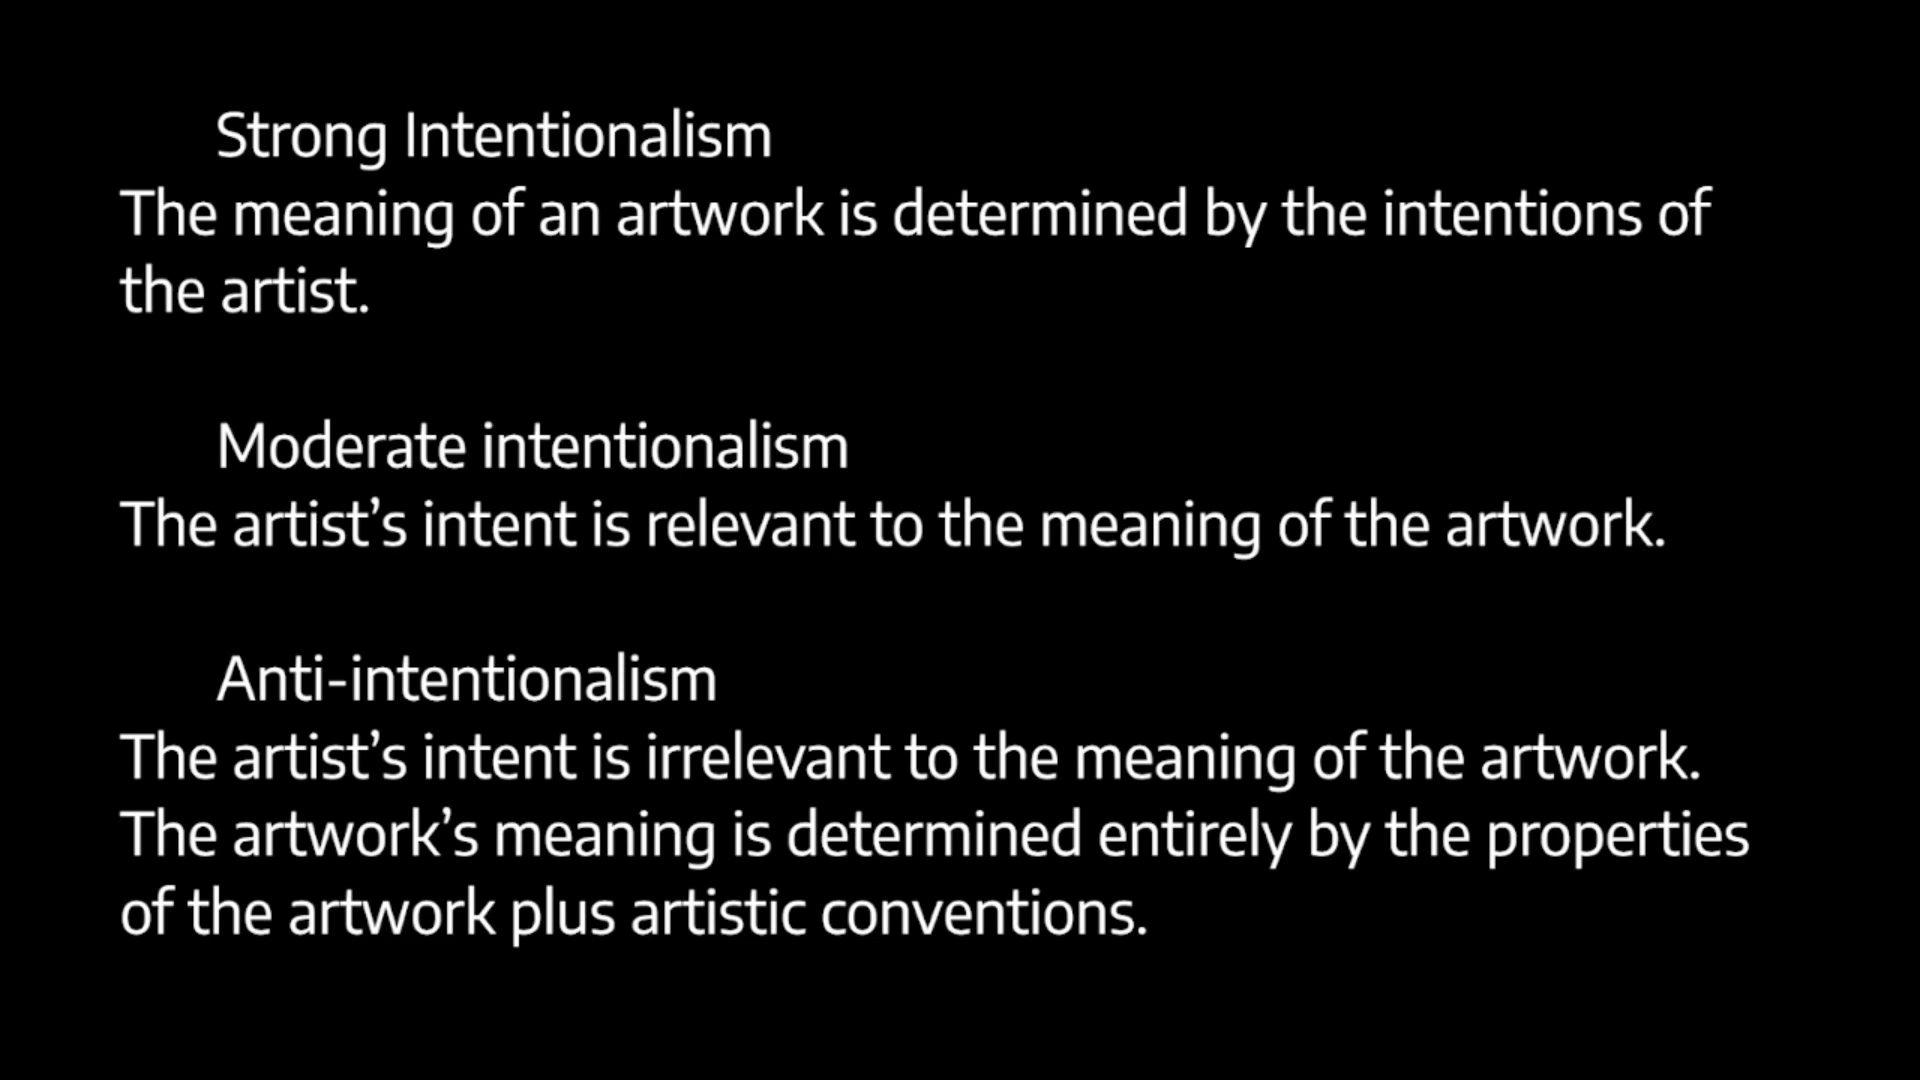 Strong Intentionalism
The meaning of an artwork is determined by the intentions of
the artist.
Moderate intentionalism
The artist’s intent is relevant to the meaning of the artwork.
Anti-intentionalism
The artist’s intent is irrelevant to the meaning of the artwork.
The artwork’s meaning is determined entirely by the properties
of the artwork plus artistic conventions.